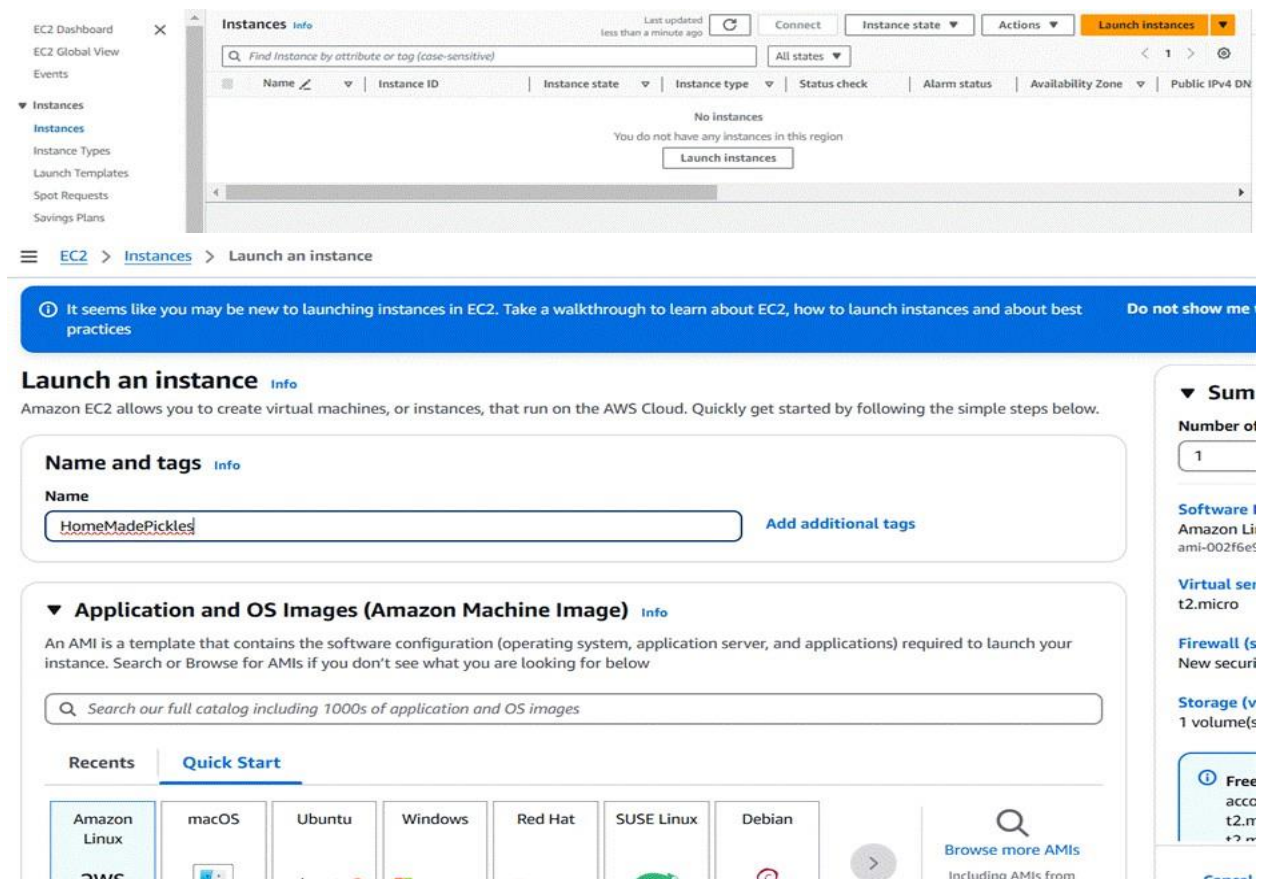 EC2 Dashboard
EC2 Global View
Events
Instances
Instances
Instance Types
Launch Templates
Spot Requests
Savings Plans
Instances Info
Last updated
less than a minute ago
Connect
Instance state
Actions
Launch instances
Find Instance by attribute or tag (case-sensitive)
All states
1
Name
Instance ID
Instance state
Instance type
Status check
Alarm status
Availability Zone
Public IPv4 DN
No instances
You do not have any instances in this region
Launch instances
EC2 > Instances > Launch an instance
It seems like you may be new to launching instances in EC2. Take a walkthrough to learn about EC2, how to launch instances and about best
practices
Do not show me
Launch an instance Info
Amazon EC2 allows you to create virtual machines, or instances, that run on the AWS Cloud. Quickly get started by following the simple steps below.
Name and tags Info
Name
HomeMadePickles
Add additional tags
Application and OS Images (Amazon Machine Image) Info
An AMI is a template that contains the software configuration (operating system, application server, and applications) required to launch your
instance. Search or Browse for AMIs if you don't see what you are looking for below
Search our full catalog including 1000s of application and OS images
Recents
Quick Start
Amazon
Linux
aws
macOS
Ubuntu
Windows
Red Hat
SUSE Linux
Debian
Browse more AMIs
Including AMIs from
Sum
Number of
1
Software
Amazon Li
ami-002f6e9
Virtual ser
t2.micro
Firewall (s
New securi
Storage (v
1 volume(s
Free
acco
t2.m
t2.m
Cancel